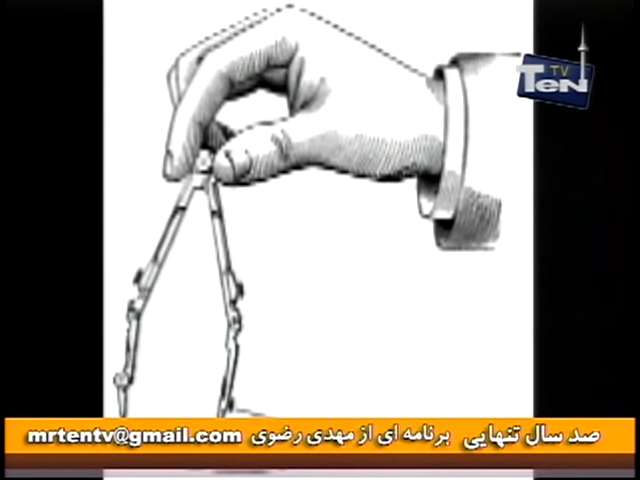 TV
TEN
صد سال تنهایی برنامه ای از مهدی رضوی mrtentv@gmail.com